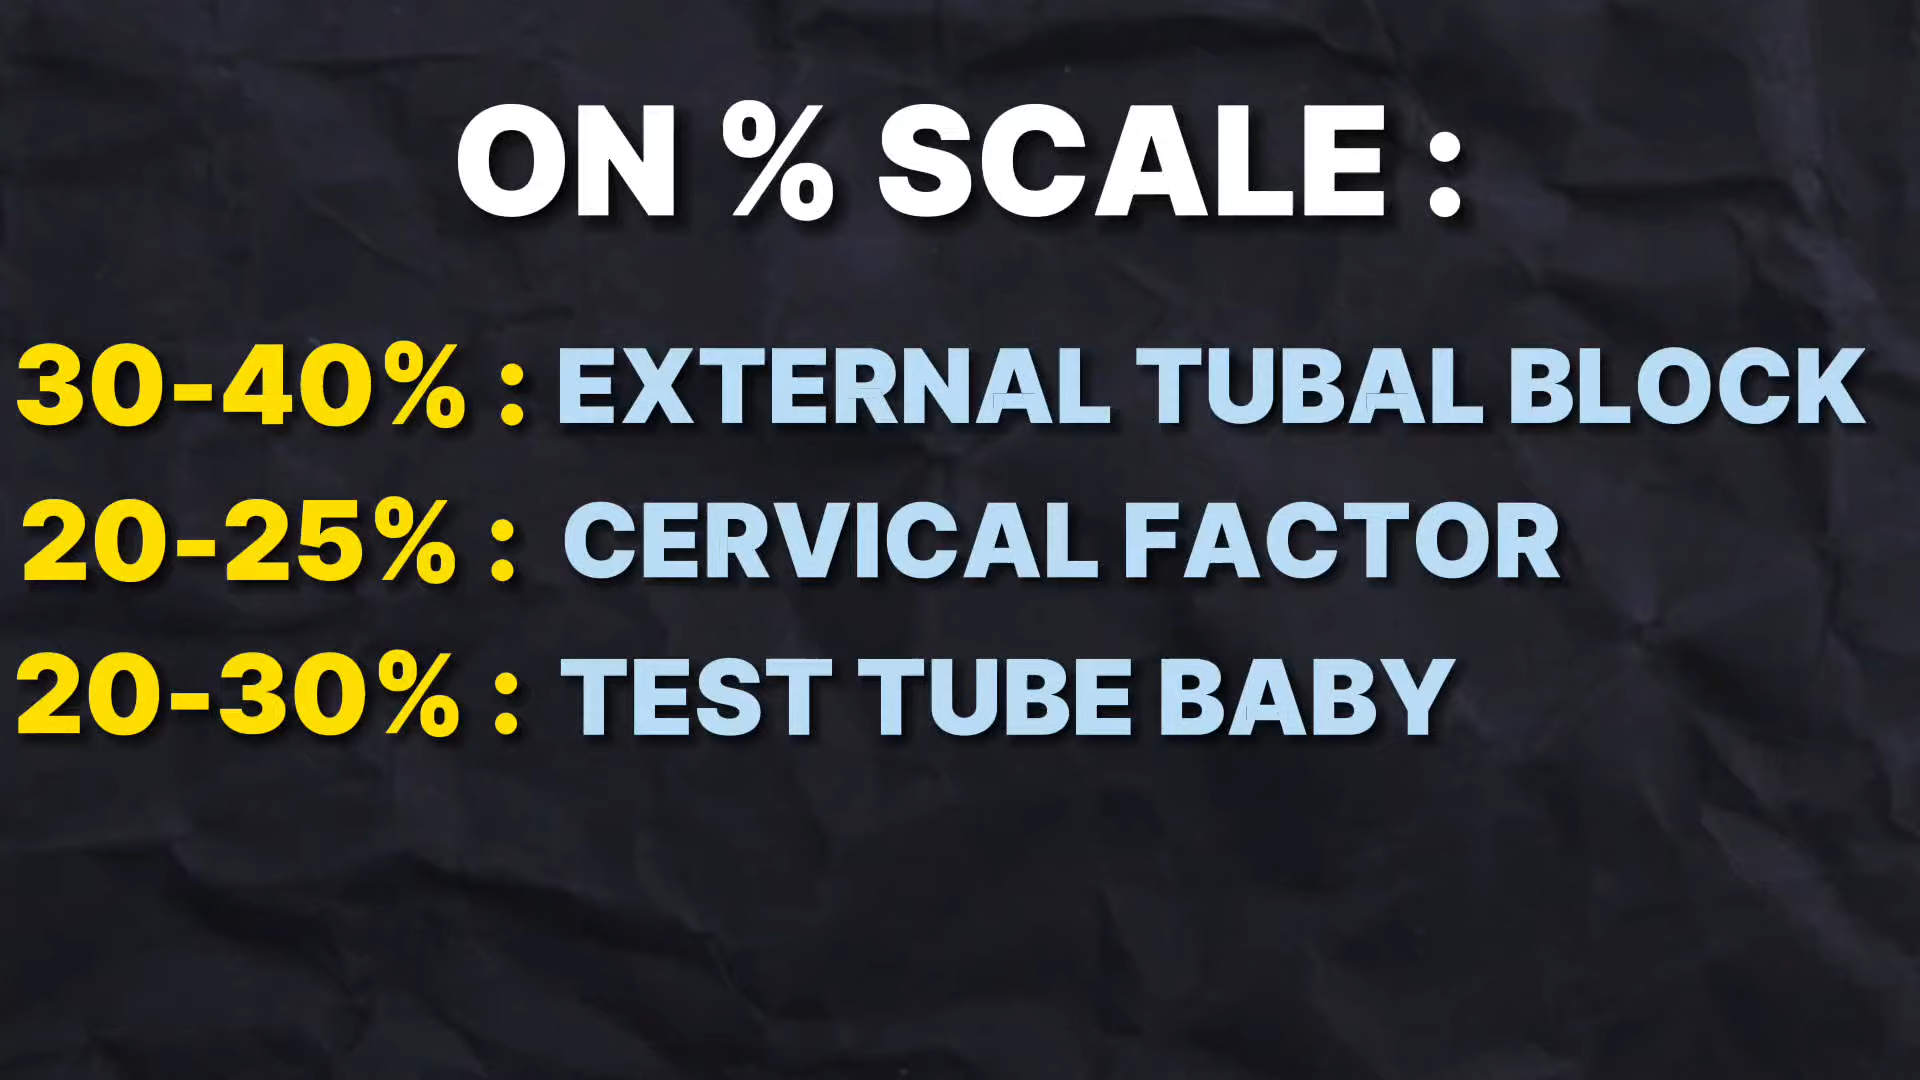 ON % SCALE :
30-40% : EXTERNAL TUBAL BLOCK
20-25% : CERVICAL FACTOR
20-30% : TEST TUBE BABY